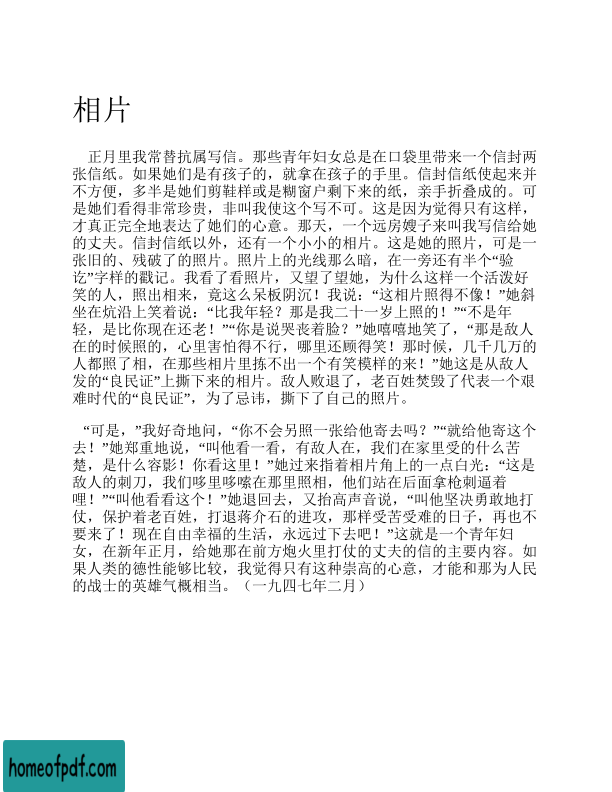 相片
正月里我常替抗属写信。那些青年妇女总是在口袋里带来一个信封两
张信纸。如果她们是有孩子的，就拿在孩子的手里。信封信纸使起来并
不方便，多半是她们剪鞋样或是糊窗户剩下来的纸，亲手折叠成的。可
是她们看得非常珍贵，非叫我使这个写不可。这是因为觉得只有这样，
才真正完全地表达了她们的心意。那天，一个远房嫂子来叫我写信给她
的丈夫。信封信纸以外，还有一个小小的相片。这是她的照片，可是一
张旧的、残破了的照片。照片上的光线那么暗，在一旁还有半个“验
讫”字样的戳记。我看了看照片，又望了望她，为什么这样一个活泼好
笑的人，照出相来，竟这么呆板阴沉！我说：“这相片照得不像！”她斜
坐在炕沿上笑着说：“比我年轻？那是我二十一岁上照的！”“不是年
轻，是比你现在还老！”“你是说哭丧着脸？”她嘻嘻地笑了，“那是敌人
在的时候照的，心里害怕得不行，哪里还顾得笑！那时候，几千几万的
人都照了相，在那些相片里拣不出一个有笑模样的来！”她这是从敌人
发的“良民证”上撕下来的相片。敌人败退了，老百姓焚毁了代表一个艰
难时代的“良民证”，为了忌讳，撕下了自己的照片。
“可是，”我好奇地问，“你不会另照一张给他寄去吗？”“就给他寄这个
去！”她郑重地说，“叫他看一看，有敌人在，我们在家里受的什么苦
楚，是什么容影！你看这里！”她过来指着相片角上的一点白光：“这是
敌人的刺刀，我们哆里哆嗦在那里照相，他们站在后面拿枪刺逼着
哩！”“叫他看看这个！”她退回去，又抬高声音说，“叫他坚决勇敢地打
仗，保护着老百姓，打退蒋介石的进攻，那样受苦受难的日子，再也不
要来了！现在自由幸福的生活，永远过下去吧！”这就是一个青年妇
女，在新年正月，给她那在前方炮火里打仗的丈夫的信的主要内容。如
果人类的德性能够比较，我觉得只有这种崇高的心意，才能和那为人民
的战士的英雄气概相当。（一九四七年二月）
homeofpdf.com